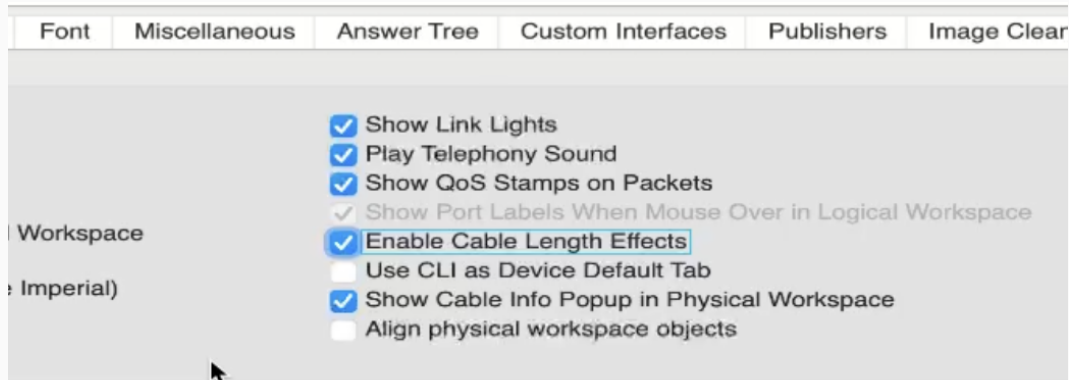 Font Miscellaneous Answer Tree Custom Interfaces Publishers Image Clean
Show Link Lights
Play Telephony Sound
Show QoS Stamps on Packets
Show Port Labels When Mouse Over in Logical Workspace
Workspace
Enable Cable Length Effects
Use CLI as Device Default Tab
Imperial)
Show Cable Info Popup in Physical Workspace
Align physical workspace objects